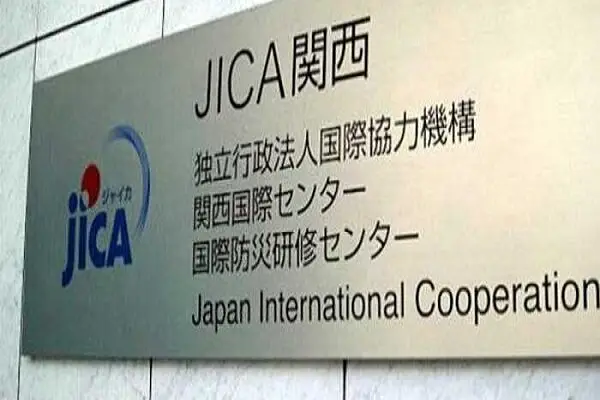 JICA関西
独立行政法人国際協力機構
関西国際センター
国際防災研修センター
Japan International Cooperation
ジャイカ
jICA